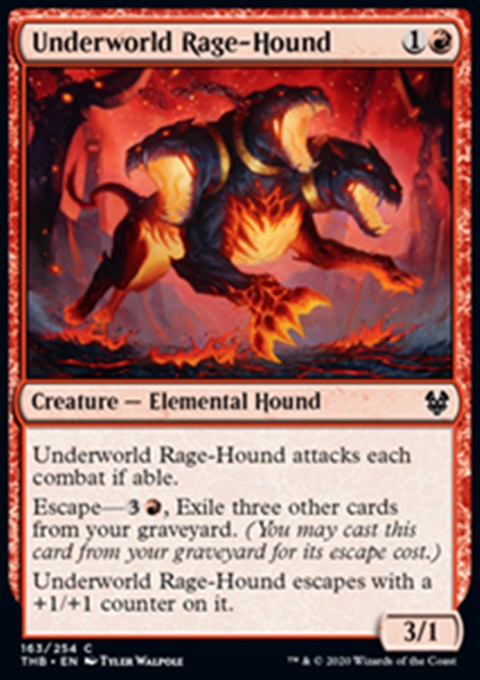 Underworld Rage-Hound 1
Creature — Elemental Hound
Underworld Rage-Hound attacks each
combat if able.
Escape—3, Exile three other cards
from your graveyard. (You may cast this
card from your graveyard for its escape cost.)
Underworld Rage-Hound escapes with a
+1/+1 counter on it.
3/1
163/254 C
THB • EN Tyler Walpole
™ & © 2020 Wizards of the Coast